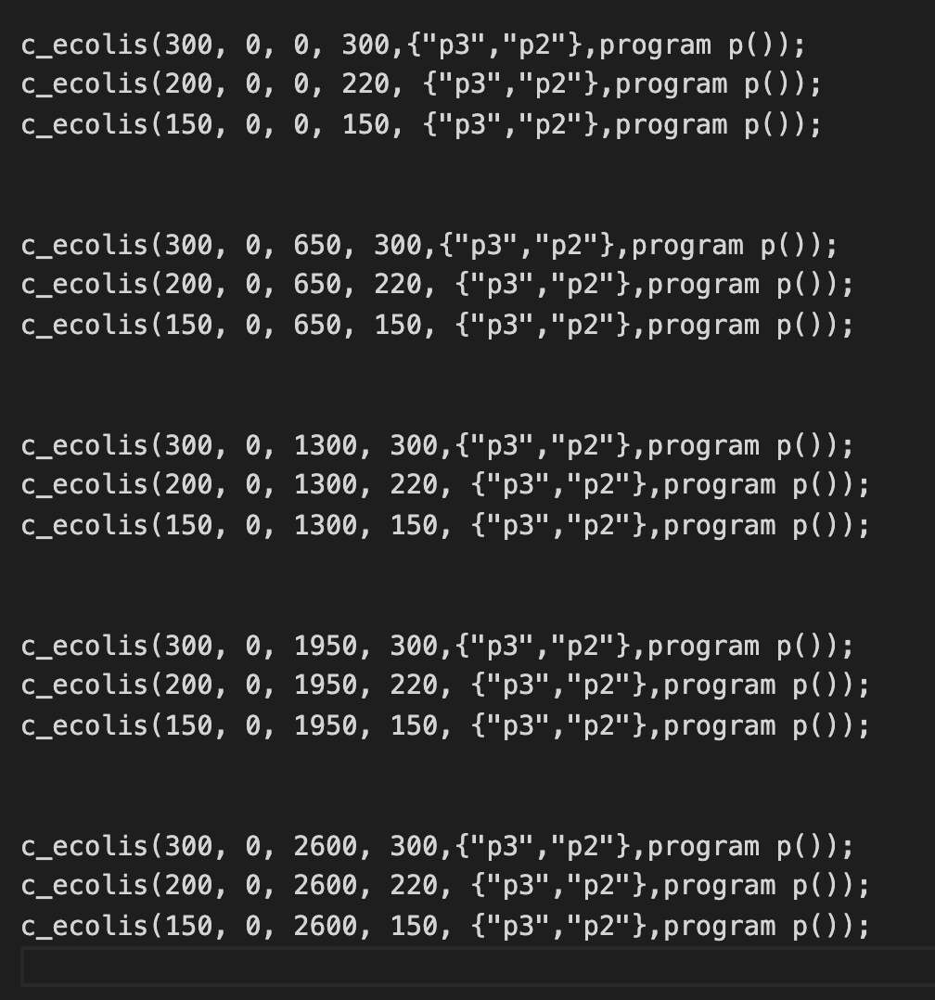 c_ecolis(300, 0, 0, 300,{"p3","p2"},program p());
c_ecolis(200, 0, 0, 220, {"p3","p2"},program p());
c_ecolis(150, 0, 0, 150, {"p3","p2"},program p());
c_ecolis(300, 0, 650, 300,{"p3","p2"},program p());
c_ecolis(200, 0, 650, 220, {"p3","p2"},program p());
c_ecolis(150, 0, 650, 150, {"p3","p2"},program p());
c_ecolis(300, 0, 1300, 300,{"p3","p2"},program p());
c_ecolis(200, 0, 1300, 220, {"p3","p2"},program p());
c_ecolis(150, 0, 1300, 150, {"p3","p2"},program p());
c_ecolis(300, 0, 1950, 300,{"p3","p2"},program p());
c_ecolis(200, 0, 1950, 220, {"p3","p2"},program p());
c_ecolis(150, 0, 1950, 150, {"p3","p2"},program p());
c_ecolis(300, 0, 2600, 300,{"p3","p2"},program p());
c_ecolis(200, 0, 2600, 220, {"p3","p2"},program p());
c_ecolis(150, 0, 2600, 150, {"p3","p2"},program p());